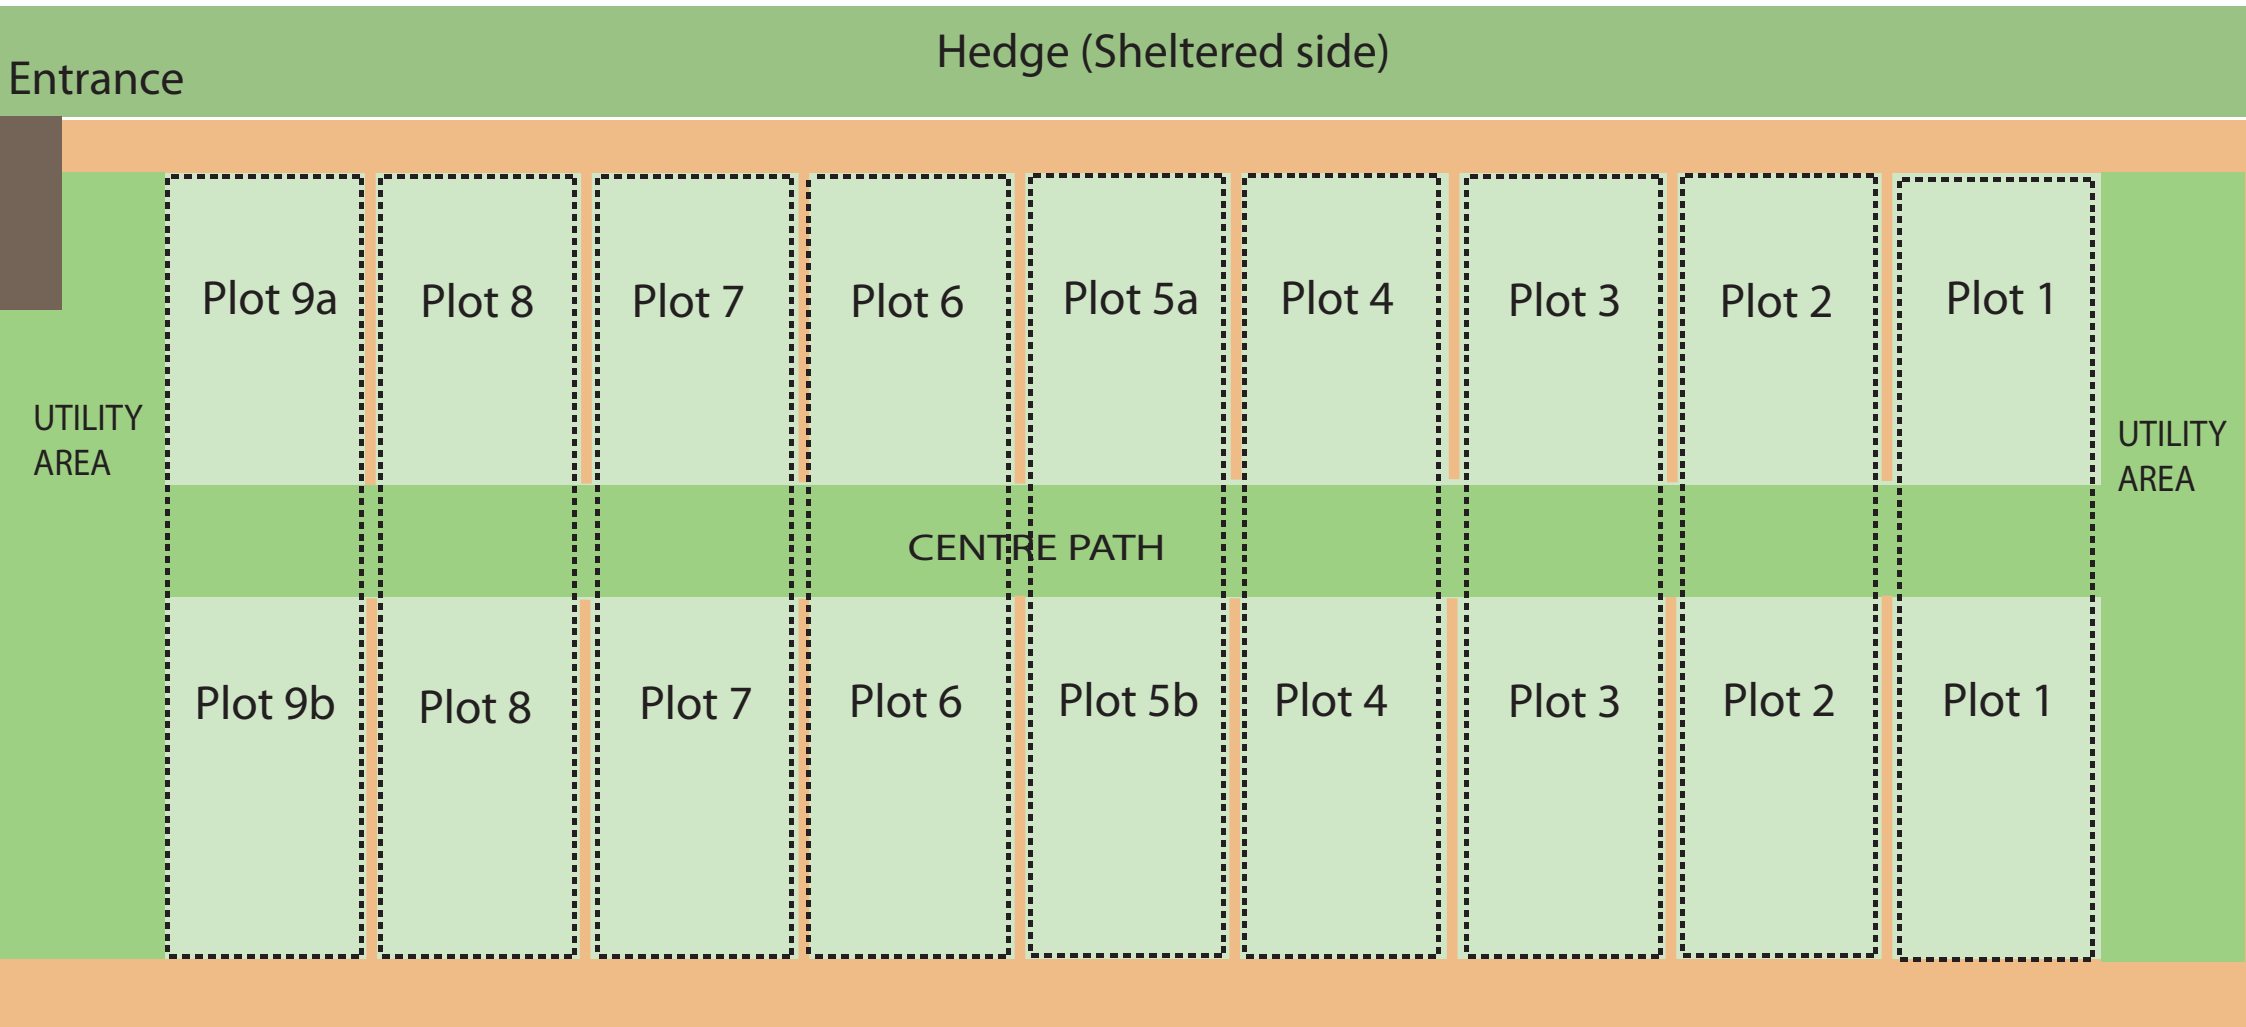 Hedge (Sheltered side)
Entrance
Plot 9a
Plot 8
Plot 7
Plot 6
Plot 5a
Plot 4
Plot 3
Plot 2
Plot 1
UTILITY
AREA
UTILITY
AREA
CENTRE PATH
Plot 9b
Plot 8
Plot 7
Plot 6
Plot 5b
Plot 4
Plot 3
Plot 2
Plot 1